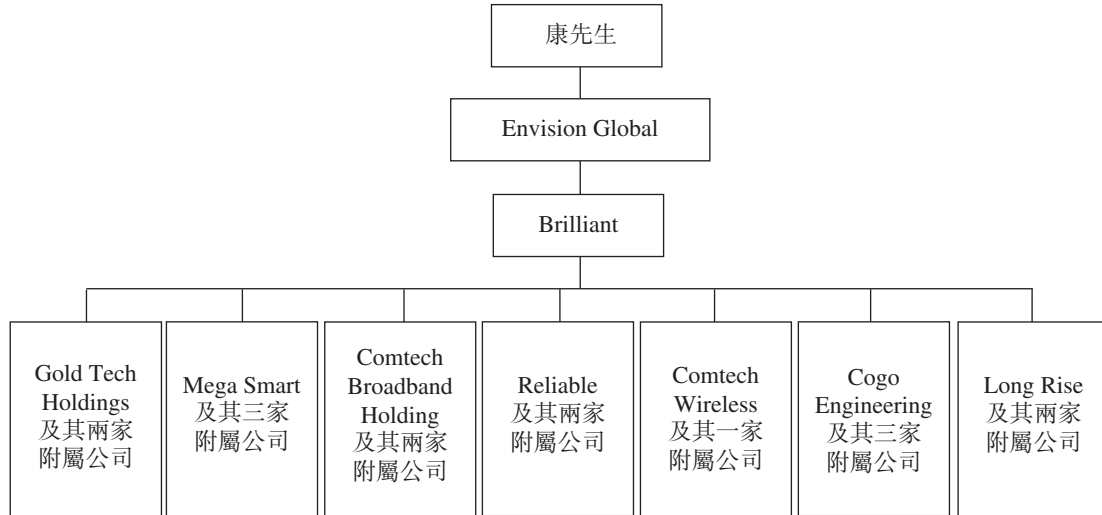 康先生
Envision Global
Brilliant
Gold Tech
Holdings
及其兩家
附屬公司
Mega Smart
及其三家
附屬公司
Comtech
Broadband
Holding
及其兩家
附屬公司
Reliable
及其兩家
附屬公司
Comtech
Wireless
及其一家
附屬公司
Cogo
Engineering
及其三家
附屬公司
Long Rise
及其兩家
附屬公司